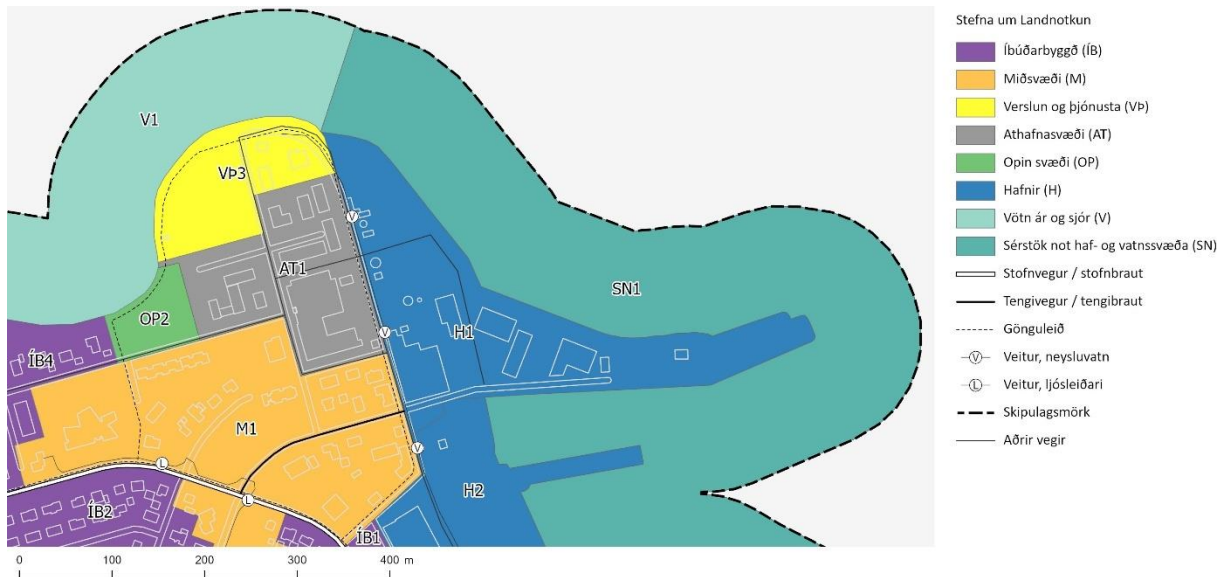 Stefna um Landnotkun
Íbúðarbyggð (ÍB)
Miðsvæði (M)
Verslun og þjónusta (VÞ)
Athafnasvæði (AT)
Opin svæði (OP)
Hafnir (H)
Vötn ár og sjór (V)
Sérstök not haf- og vatnssvæða (SN)
Stofnvegur / stofnbraut
Tengivegur / tengibraut
Gönguleið
V Veitur, neysluvatn
L Veitur, ljósleiðari
Skipulagsmörk
Aðrir vegir
V1
VÞ3
V
AT1
SN1
OP2
V
H1
ÍB4
M1
V
L
H2
L
ÍB2
ÍB1
0 100 200 300 400 m